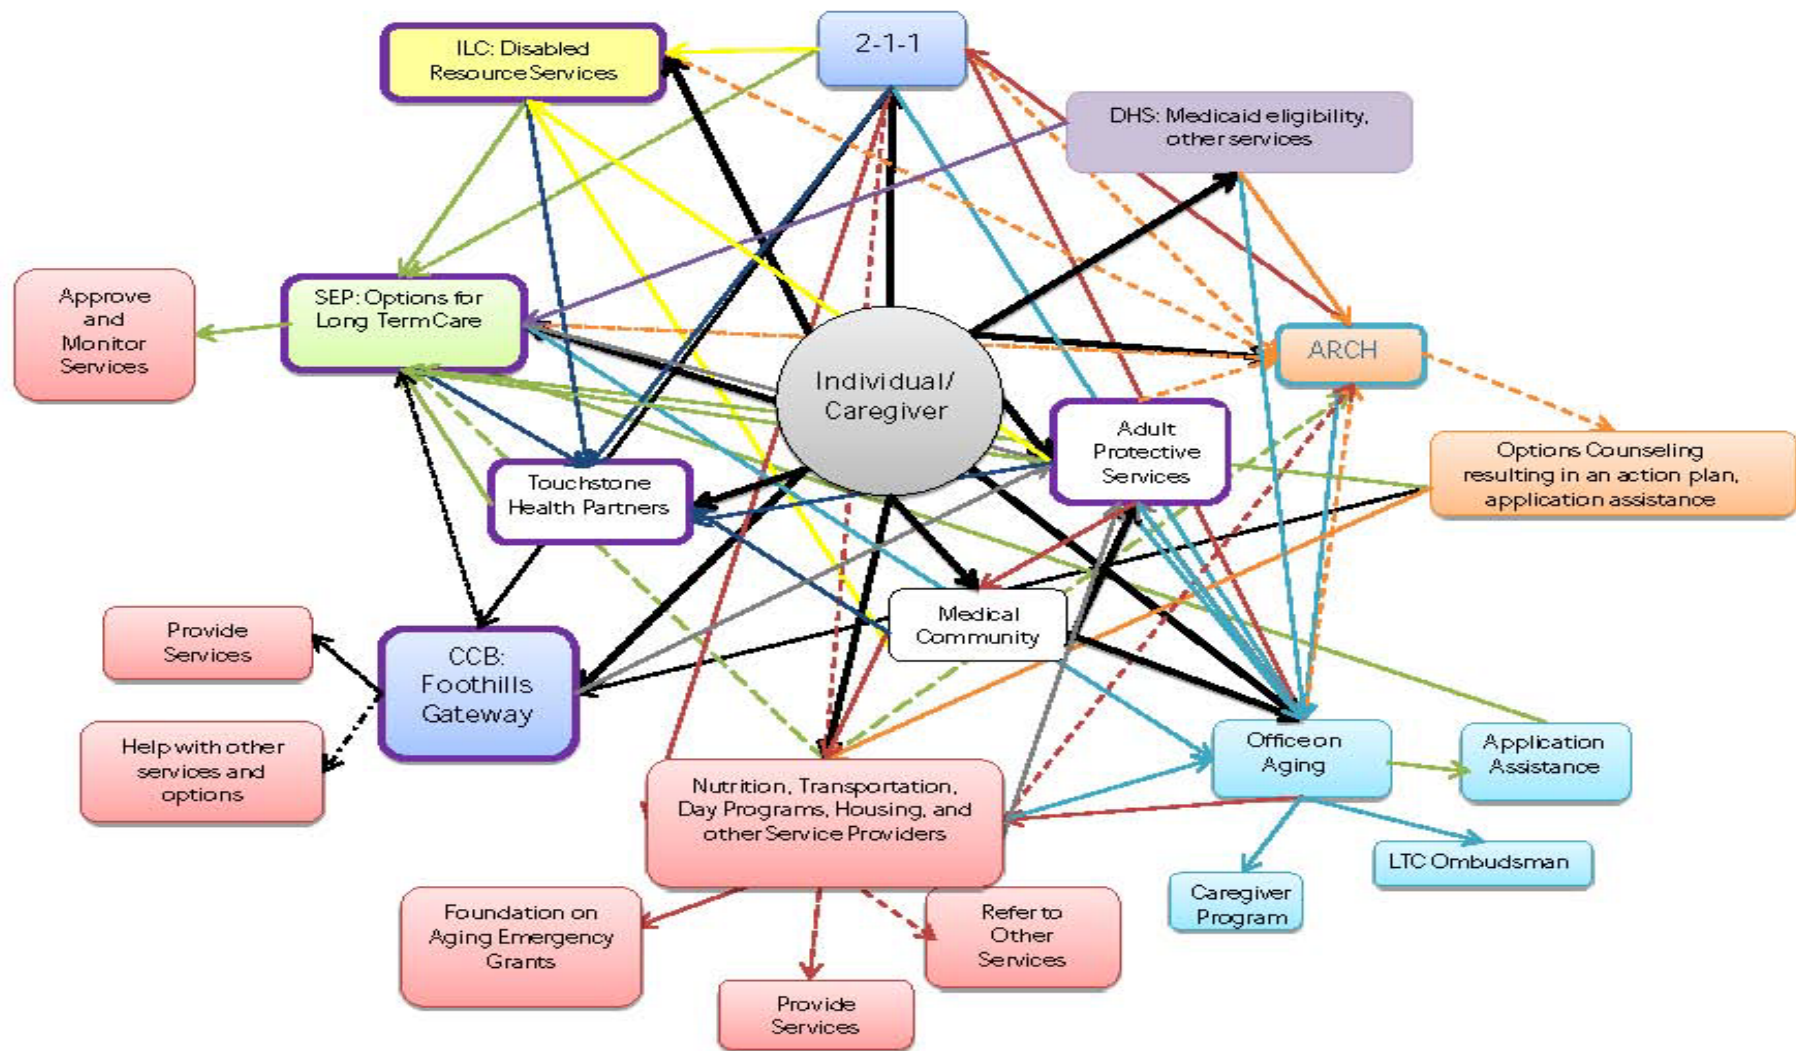 ILC: Disabled
Resource Services
2-1-1
DHS: Medicaid eligibility,
other services
Approve
and
Monitor
Services
SEP: Options for
Long Term Care
Individual/
Caregiver
ARCH
Adult
Protective
Services
Options Counseling
resulting in an action plan,
application assistance
Touchstone
Health Partners
Medical
Community
Provide
Services
CCB:
Foothills
Gateway
Help with other
services and
options
Nutrition, Transportation,
Day Programs, Housing, and
other Service Providers
Office on
Aging
Application
Assistance
LTC Ombudsman
Caregiver
Program
Foundation on
Aging Emergency
Grants
Refer to
Other
Services
Provide
Services